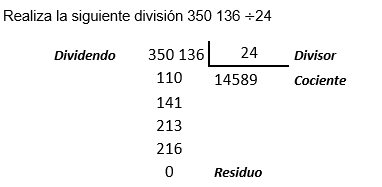 Realiza la siguiente división 350 136 ÷24
Dividendo 350 136 24 Divisor
110 14589 Cociente
141
213
216
0 Residuo